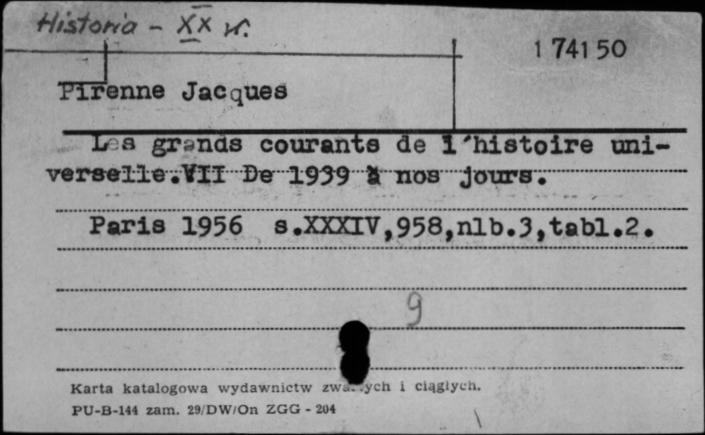 Historia - XX w.
1 741 50
Pirenne Jacques
Les grands courants de l'histoire uni-
verselle.VII De 1939 à nos jours.
Paris 1956 s.XXXIV,958,nlb.3,tabl.2.
9
Karta katalogowa wydawnictw i ciągłych.
PU-B-144 zam. 29/DW/On ZGG - 204